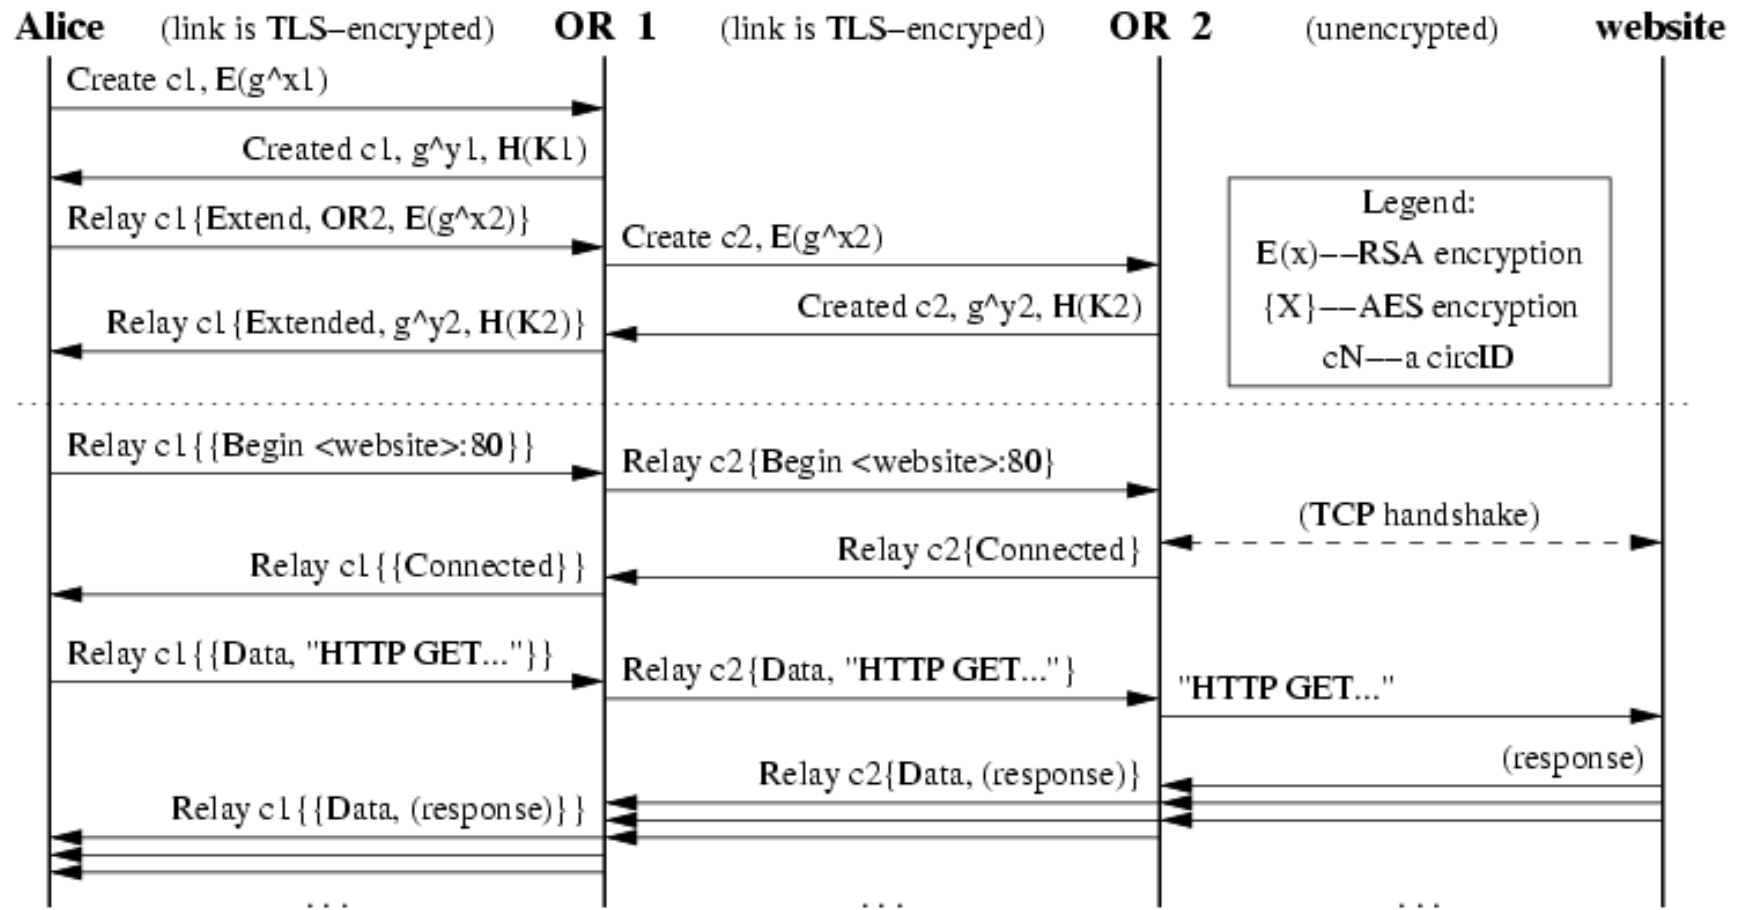 Alice (link is TLS–encrypted) OR 1 (link is TLS–encryped) OR 2 (unencrypted) website
Create c1, E(g^x1)
Created c1, g^y1, H(K1)
Relay c1{Extend, OR2, E(g^x2)}
Create c2, E(g^x2)
Created c2, g^y2, H(K2)
Relay c1{Extended, g^y2, H(K2)}
Legend:
E(x)––RSA encryption
{X}––AES encryption
cN––a circID
Relay c1{{Begin <website>:80}}
Relay c2{Begin <website>:80}
(TCP handshake)
Relay c2{Connected}
Relay c1{{Connected}}
Relay c1{{Data, "HTTP GET..."}}
Relay c2{Data, "HTTP GET..."}
"HTTP GET..."
(response)
Relay c2{Data, (response)}
Relay c1{{Data, (response)}}
. . . . . . . . .